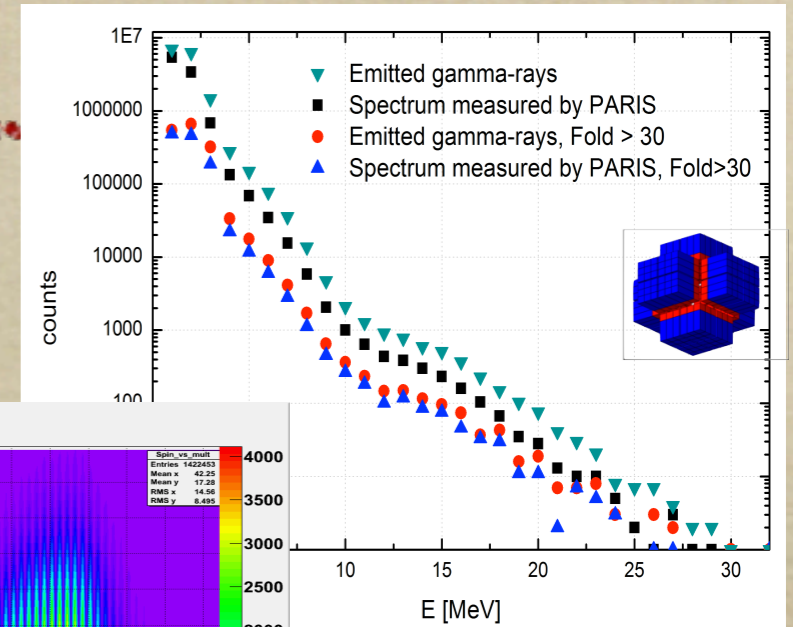 1E7
1000000
100000
10000
1000
100
counts
Emitted gamma-rays
Spectrum measured by PARIS
Emitted gamma-rays, Fold > 30
Spectrum measured by PARIS, Fold>30
10 15 20 25 30
E [MeV]
Spin_vs_mult
Entries 1422453
Mean x 42.25
Mean y 17.28
RMS x 14.56
RMS y 8.495
4000
3500
3000
2500